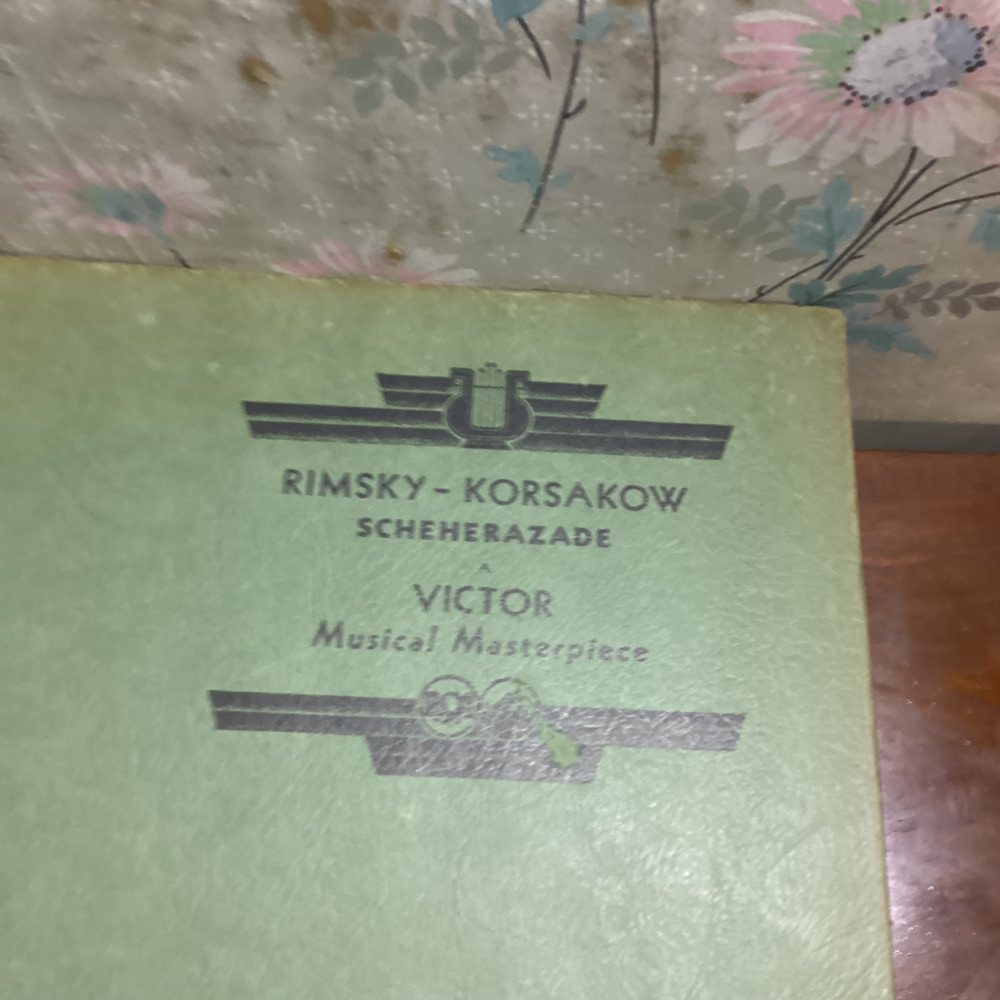 RIMSKY - KORSAKOW
SCHEHERAZADE
A
VICTOR
Musical Masterpiece